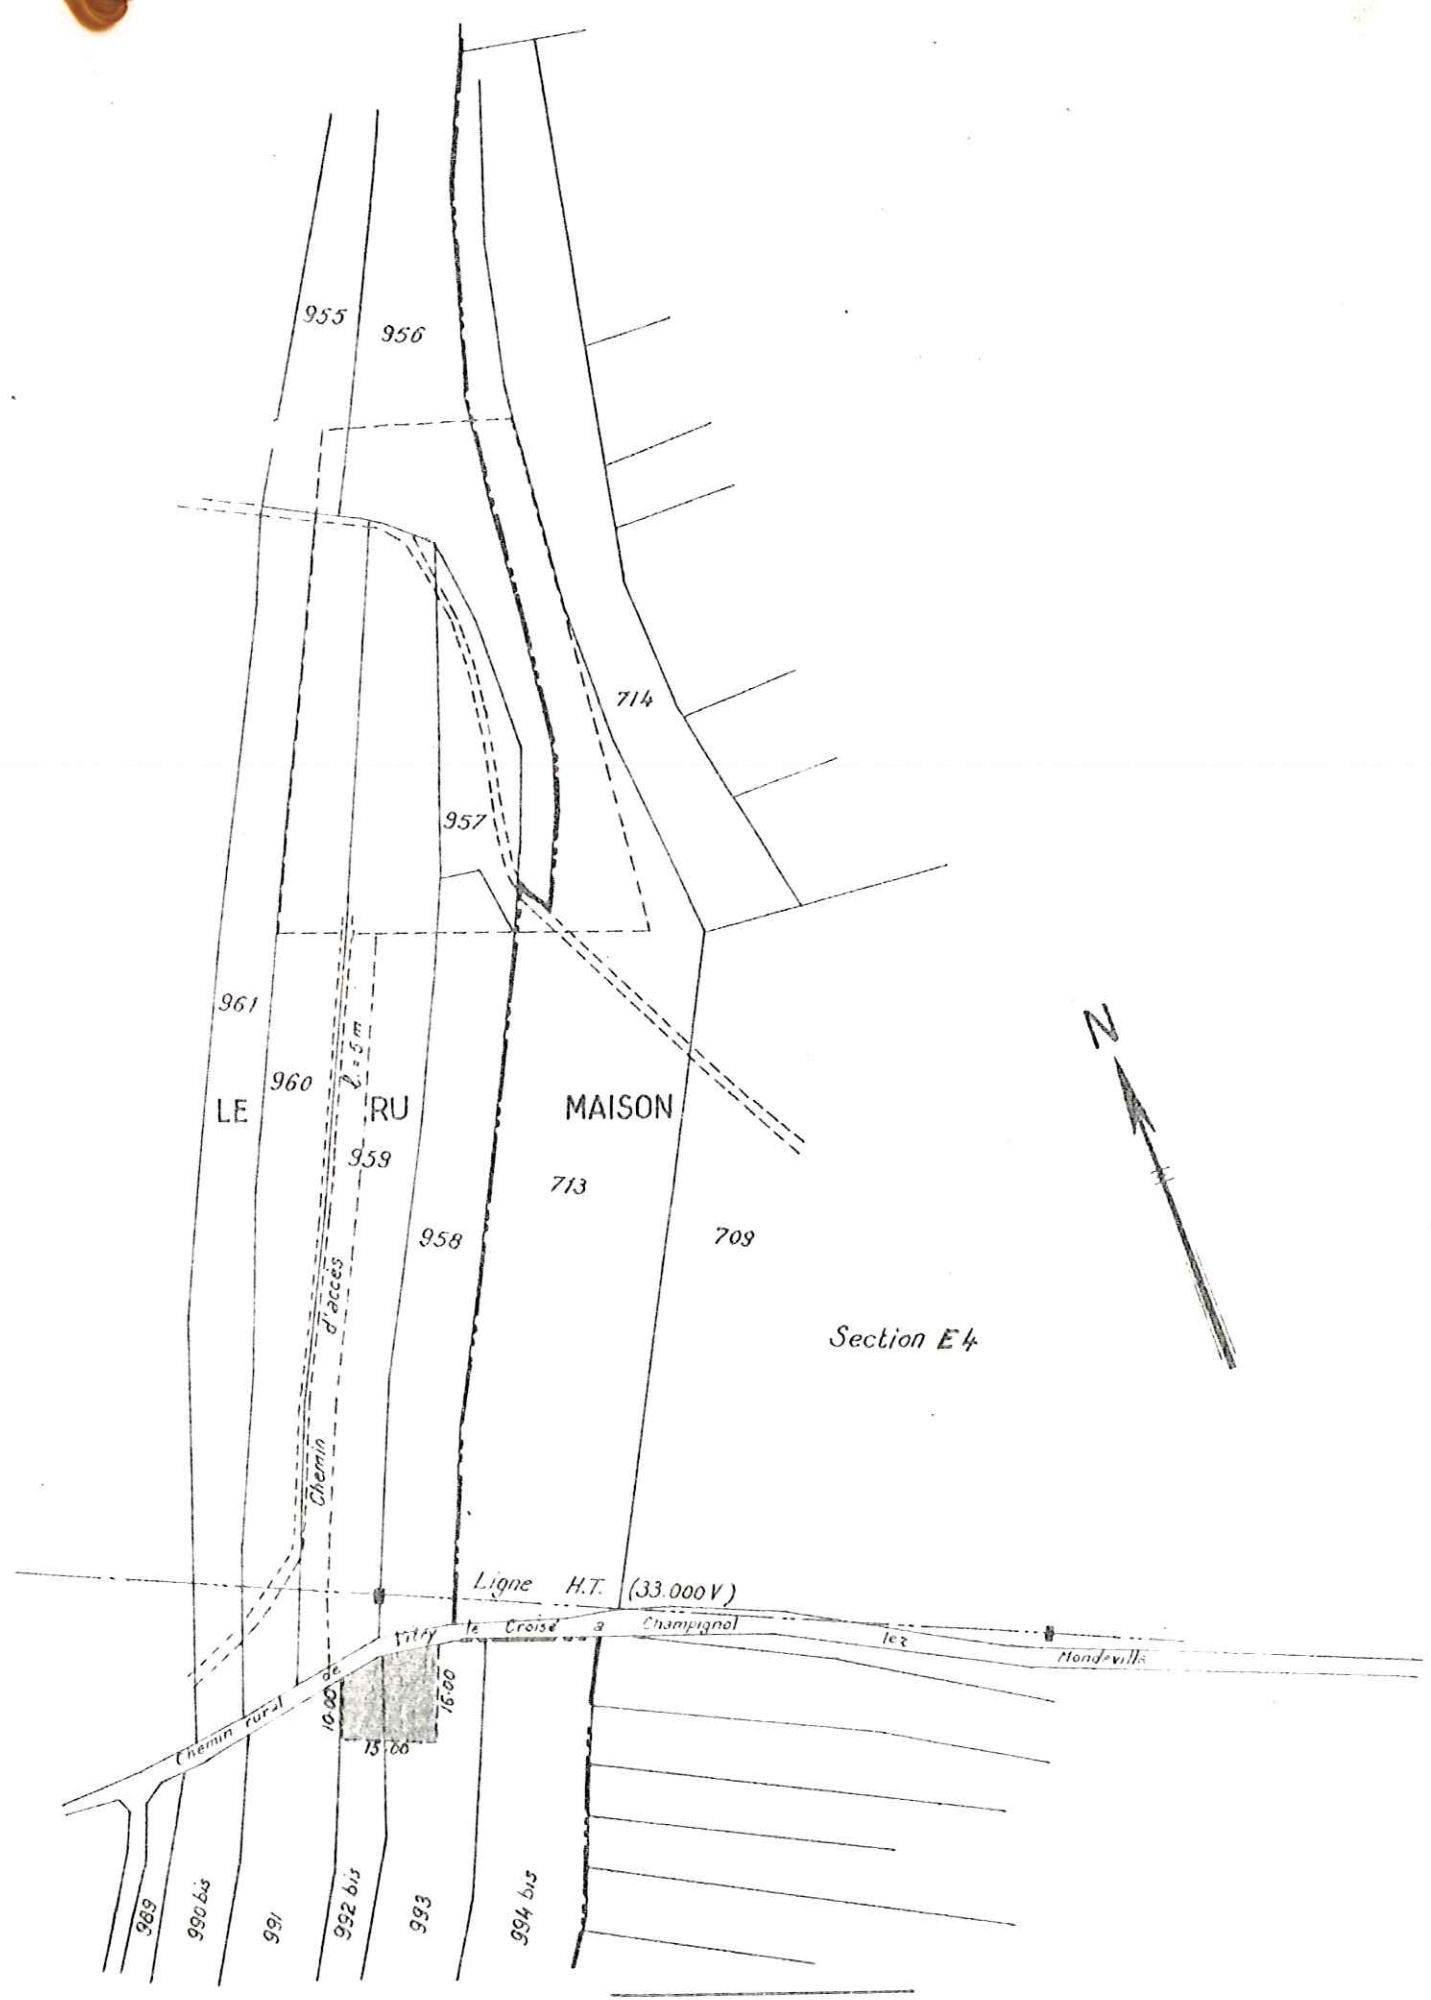 955
956
714
957
961
960
l. = 5 m
N
LE RU MAISON
959
713
958
709
d'accès
Section E4
Chemin
Ligne H.T. (33.000 V)
Chemin rural de Vitry le Croisé a Champignol lez Mondeville
10.00
16.00
15.00
989
990 bis
991
992 bis
993
994 bis